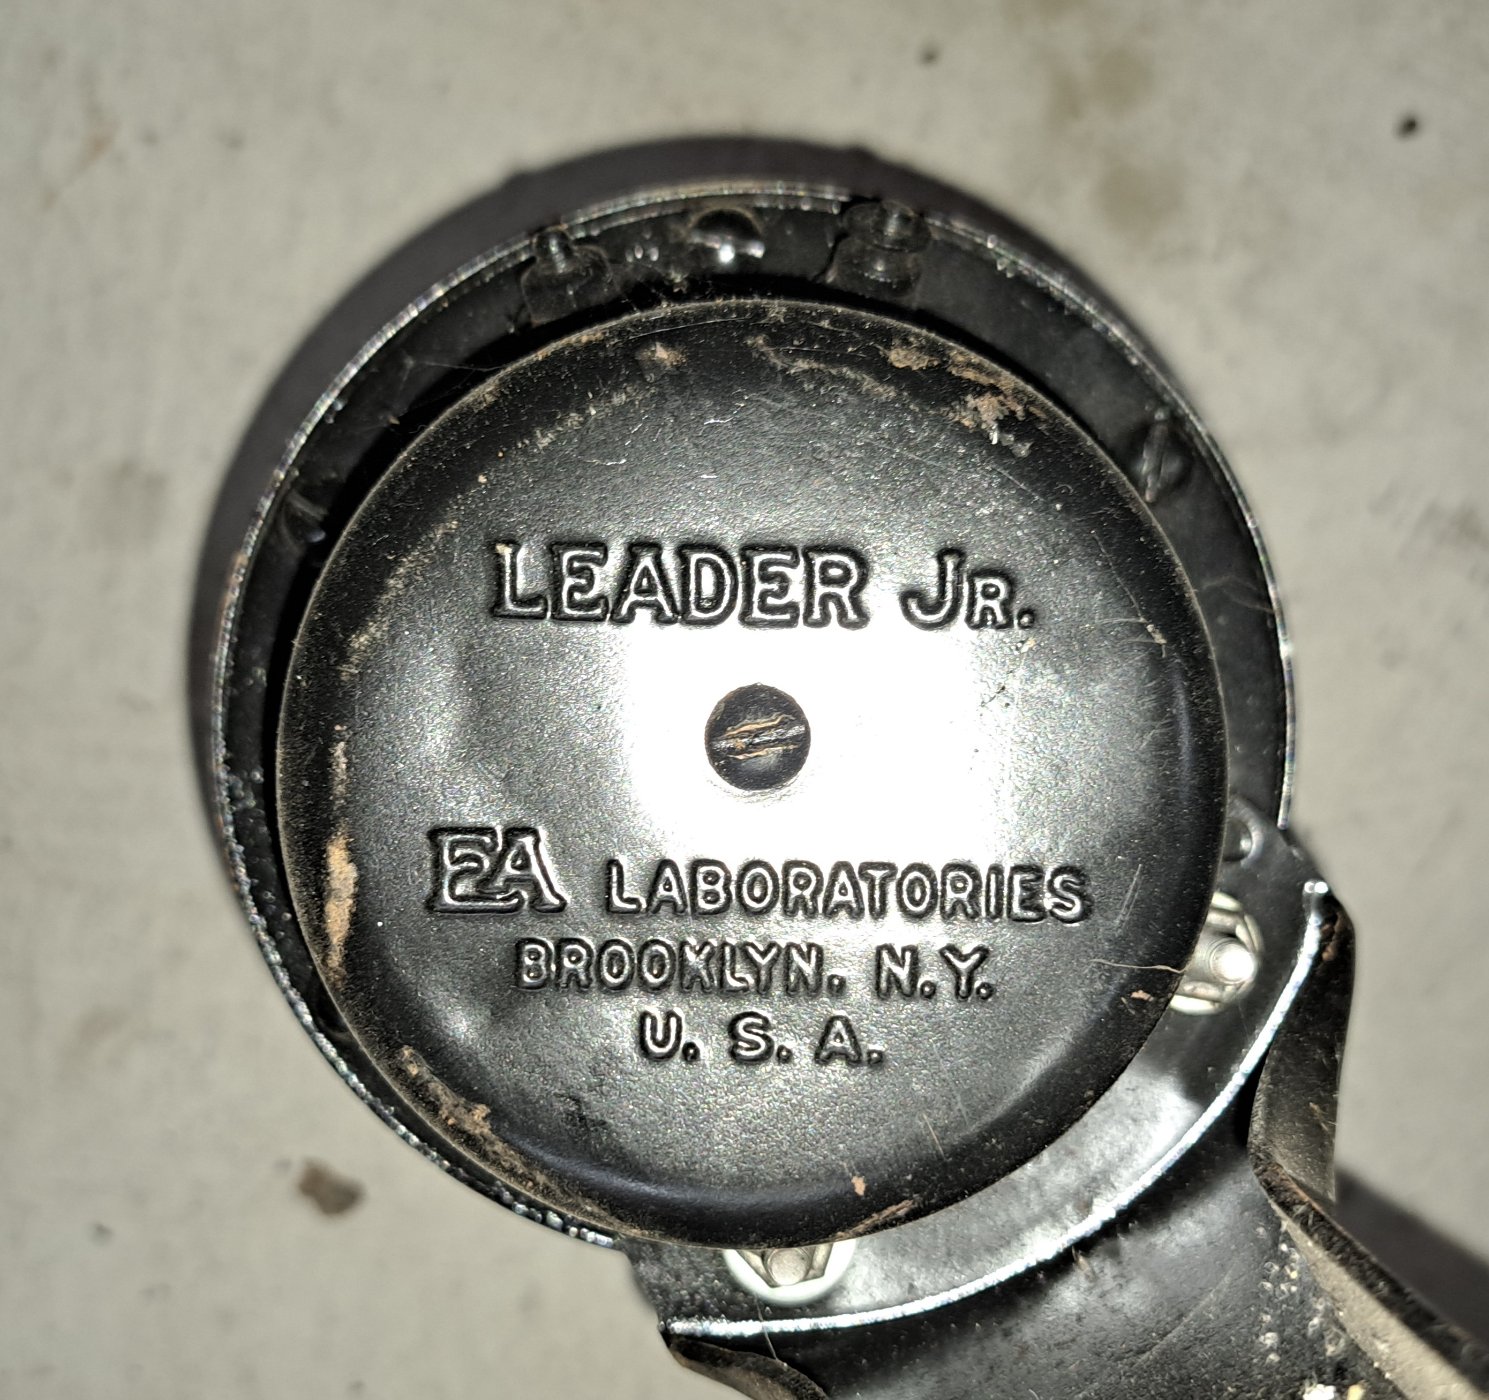 LEADER JR.
EA LABORATORIES
BROOKLYN. N.Y.
U. S. A.